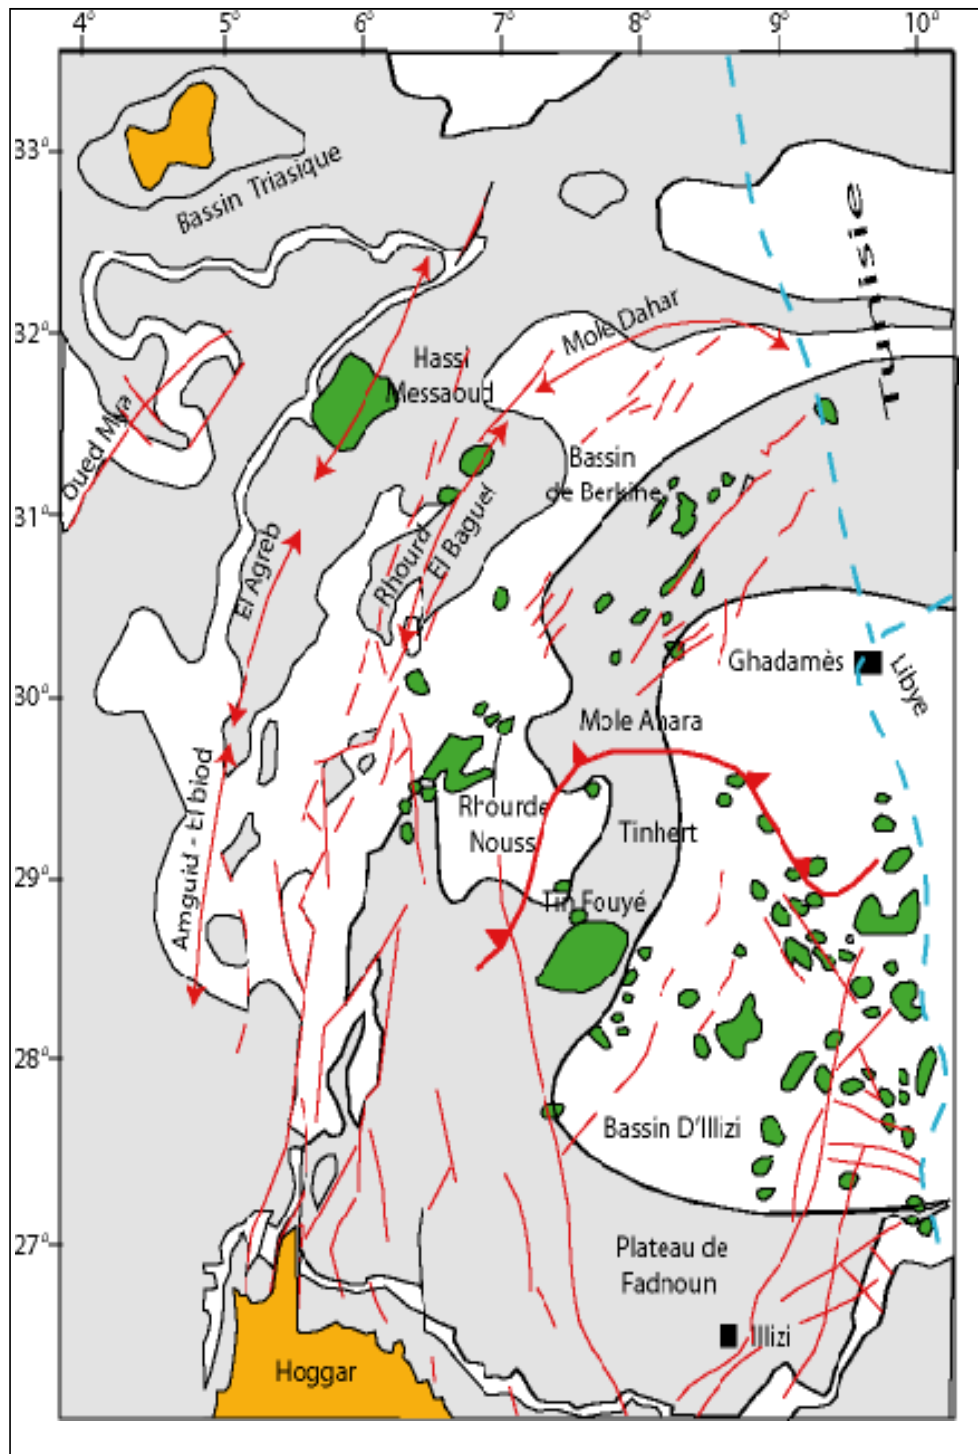 4° 5° 6° 7° 8° 9° 10°
33°
Bassin Triasique
Turnisie
32°
Mole Dahar
Hassi
Messaoud
Oued Mya
Bassin
de Berkine
31°
El Agreb
Rhourd
El Baguel
Ghadamès
Libye
30°
Mole Ahara
Amguid - El biod
Rhourde
Nouss
Tinhert
29°
Tin Fouyé
28°
Bassin D'Illizi
27°
Plateau de
Fadnoun
Illizi
Hoggar